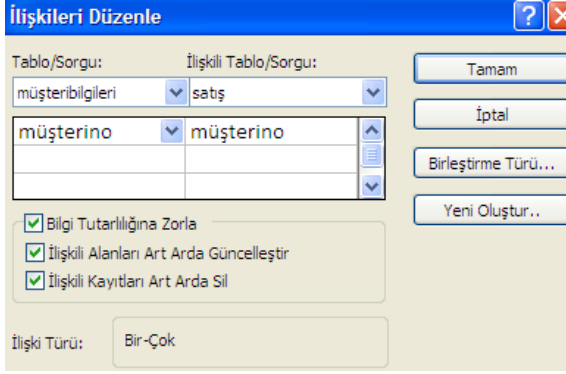 İlişkileri Düzenle
Tablo/Sorgu: İlişkili Tablo/Sorgu:
müşteribilgileri satış
müşterino müşterino
Tamam
İptal
Birleştirme Türü...
Yeni Oluştur..
Bilgi Tutarlılığına Zorla
İlişkili Alanları Art Arda Güncelleştir
İlişkili Kayıtları Art Arda Sil
İlişki Türü: Bir-Çok